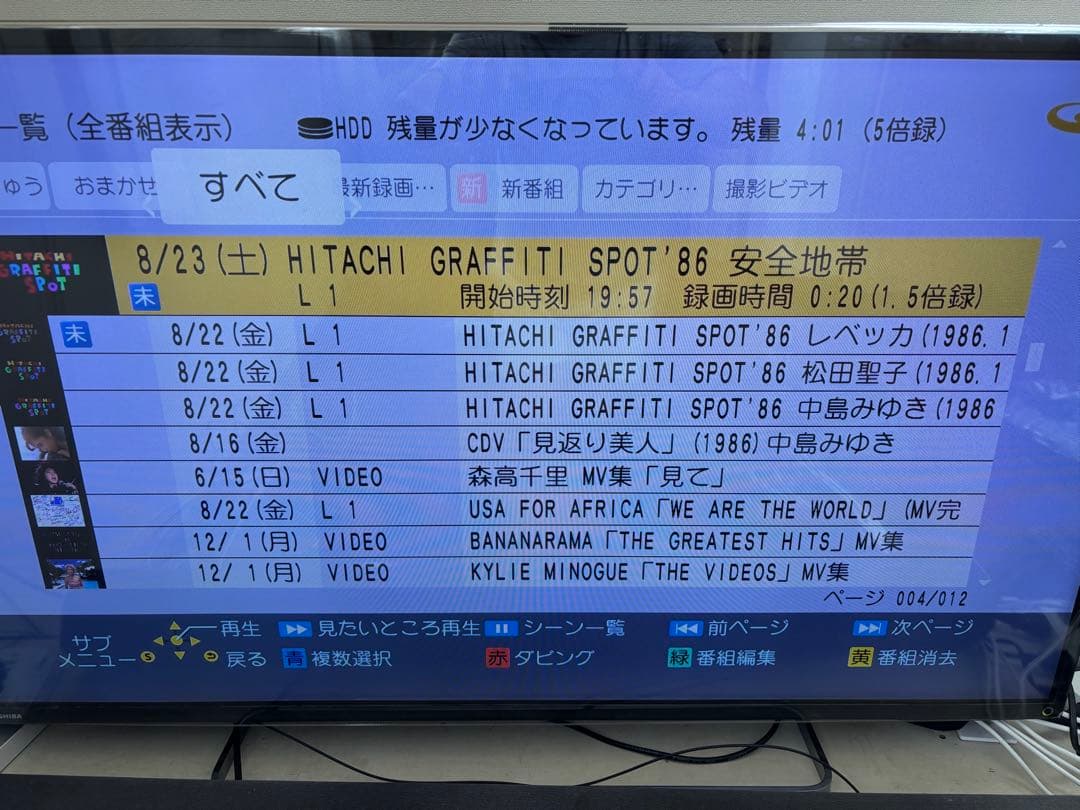 一覧（全番組表示）
HDD 残量が少なくなっています。 残量 4:01（5倍録）
ゅう
おまかせ
すべて
最新録画…
新 新番組
カテゴリ…
撮影ビデオ
HITACHI
GRAFFITI
SPOT
8/23(土) HITACHI GRAFFITI SPOT'86 安全地帯
未 L 1 開始時刻 19:57 録画時間 0:20(1.5倍録)
未 8/22(金) L 1 HITACHI GRAFFITI SPOT'86 レベッカ(1986.1
8/22(金) L 1 HITACHI GRAFFITI SPOT'86 松田聖子(1986.1
8/22(金) L 1 HITACHI GRAFFITI SPOT'86 中島みゆき(1986
8/16(金) CDV「見返り美人」(1986)中島みゆき
6/15(日) VIDEO 森高千里 MV集「見て」
8/22(金) L 1 USA FOR AFRICA「WE ARE THE WORLD」(MV完
12/ 1(月) VIDEO BANANARAMA「THE GREATEST HITS」MV集
12/ 1(月) VIDEO KYLIE MINOGUE「THE VIDEOS」MV集
ページ 004/012
サブメニュー S 再生 戻る
見たいところ再生 シーン一覧 前ページ 次ページ
青 複数選択 赤 ダビング 緑 番組編集 黄 番組消去